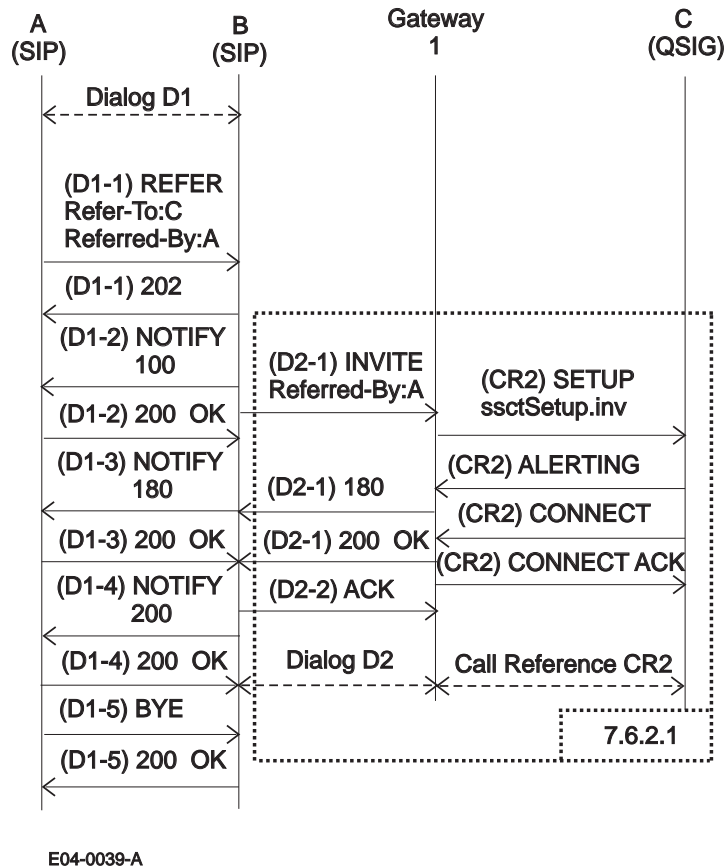 A
(SIP)
B
(SIP)
Gateway
1
C
(QSIG)
Dialog D1
(D1-1) REFER
Refer-To:C
Referred-By:A
(D1-1) 202
(D1-2) NOTIFY
100
(D2-1) INVITE
Referred-By:A
(CR2) SETUP
ssctSetup.inv
(D1-2) 200 OK
(D1-3) NOTIFY
180
(D2-1) 180
(CR2) ALERTING
(CR2) CONNECT
(D1-3) 200 OK
(D2-1) 200 OK
(CR2) CONNECT ACK
(D1-4) NOTIFY
200
(D2-2) ACK
(D1-4) 200 OK
Dialog D2
Call Reference CR2
(D1-5) BYE
7.6.2.1
(D1-5) 200 OK
E04-0039-A